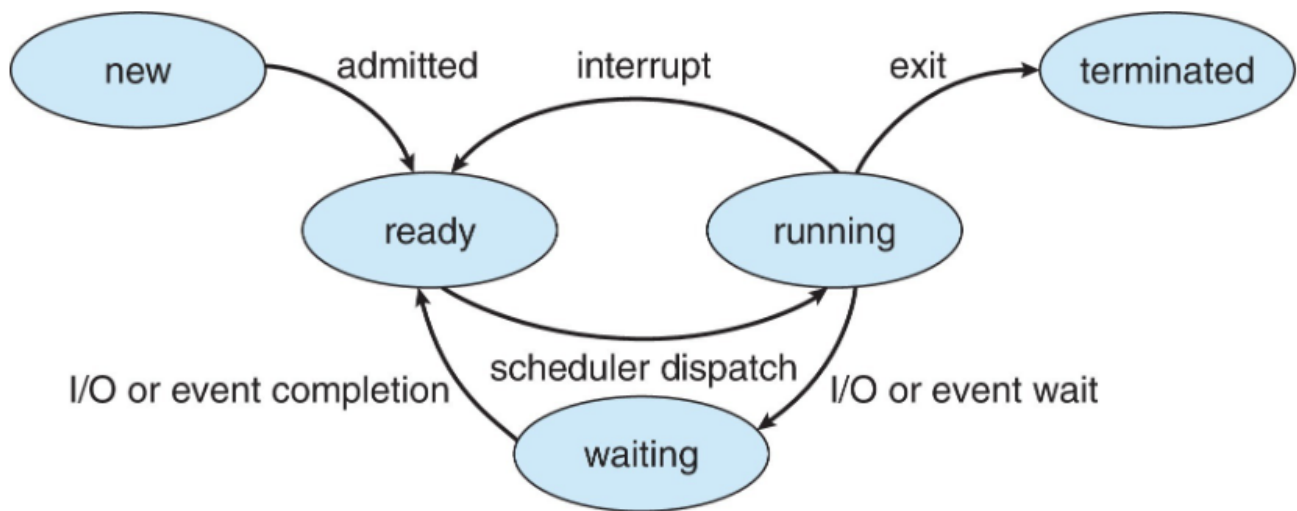 new
admitted
interrupt
exit
terminated
ready
running
I/O or event completion
scheduler dispatch
I/O or event wait
waiting